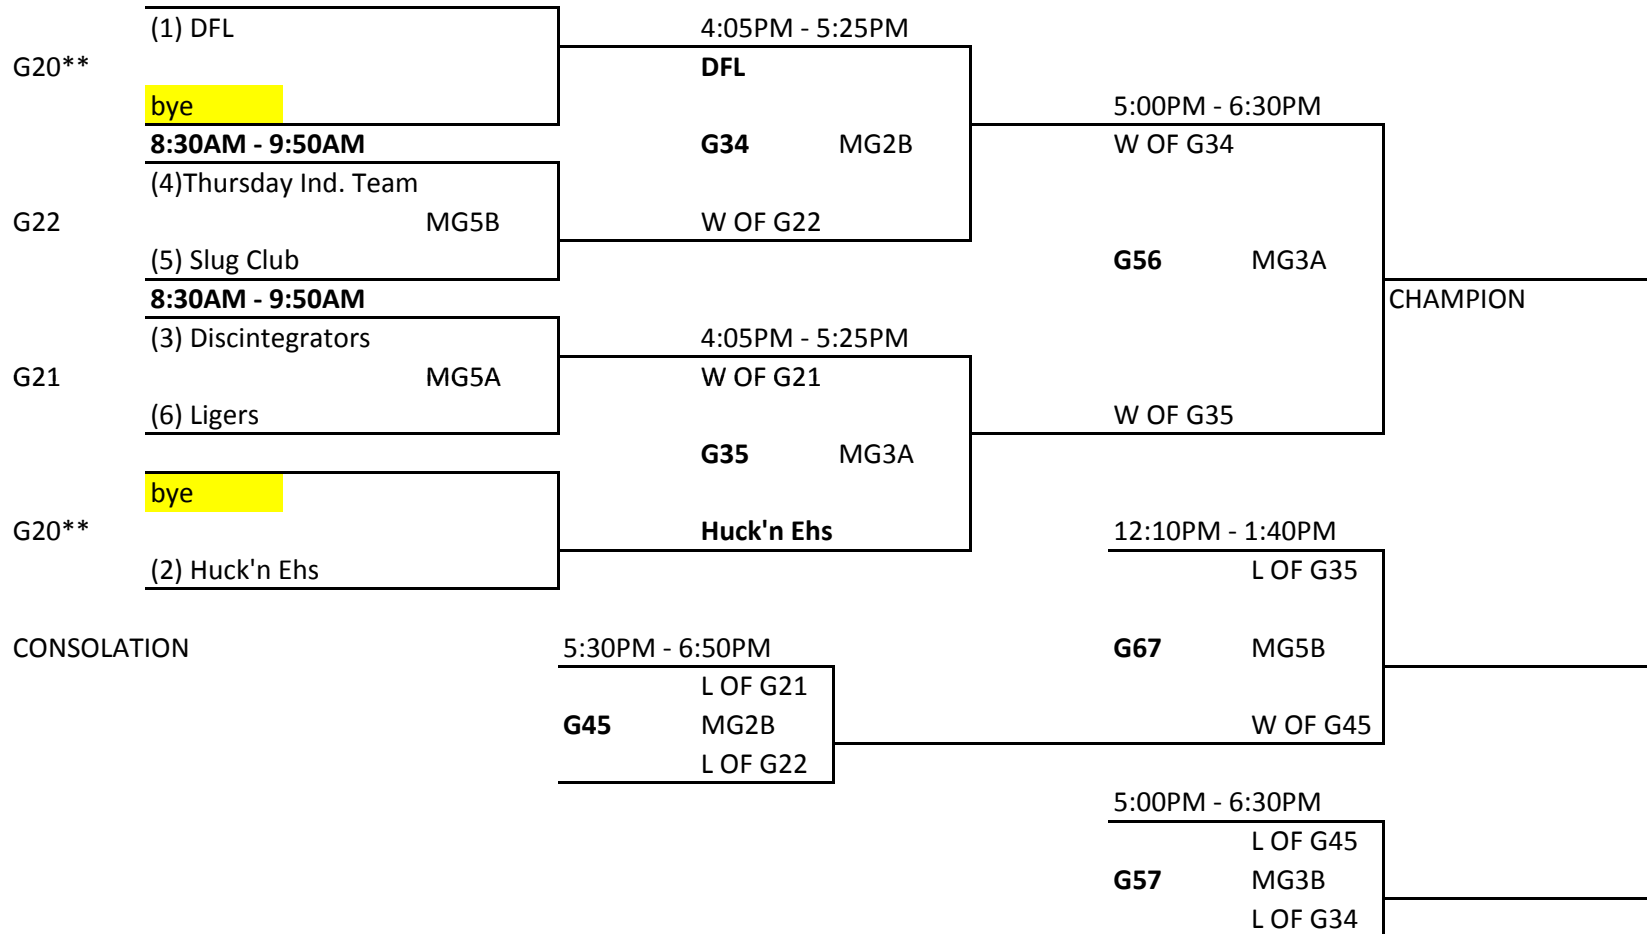 (1) DFL 4:05PM - 5:25PM
G20** DFL
bye 5:00PM - 6:30PM
8:30AM - 9:50AM G34 MG2B W OF G34
(4)Thursday Ind. Team
G22 MG5B W OF G22
(5) Slug Club G56 MG3A
8:30AM - 9:50AM CHAMPION
(3) Discintegrators 4:05PM - 5:25PM
G21 MG5A W OF G21
(6) Ligers W OF G35
G35 MG3A
bye
G20** Huck'n Ehs 12:10PM - 1:40PM
(2) Huck'n Ehs L OF G35
CONSOLATION 5:30PM - 6:50PM G67 MG5B
L OF G21
G45 MG2B W OF G45
L OF G22
5:00PM - 6:30PM
L OF G45
G57 MG3B
L OF G34